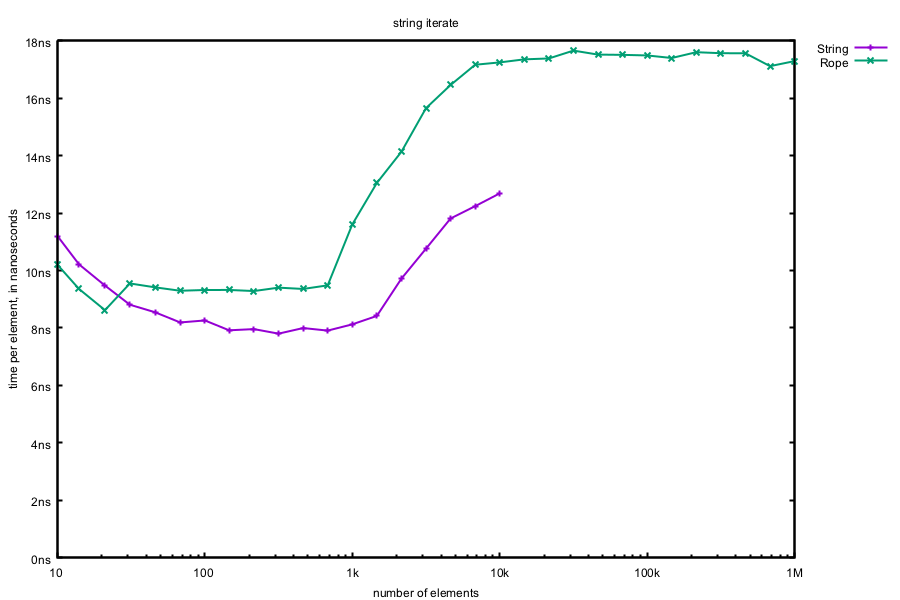 string iterate
String
Rope
18ns
16ns
14ns
12ns
10ns
8ns
6ns
4ns
2ns
0ns
time per element, in nanoseconds
10 100 1k 10k 100k 1M
number of elements